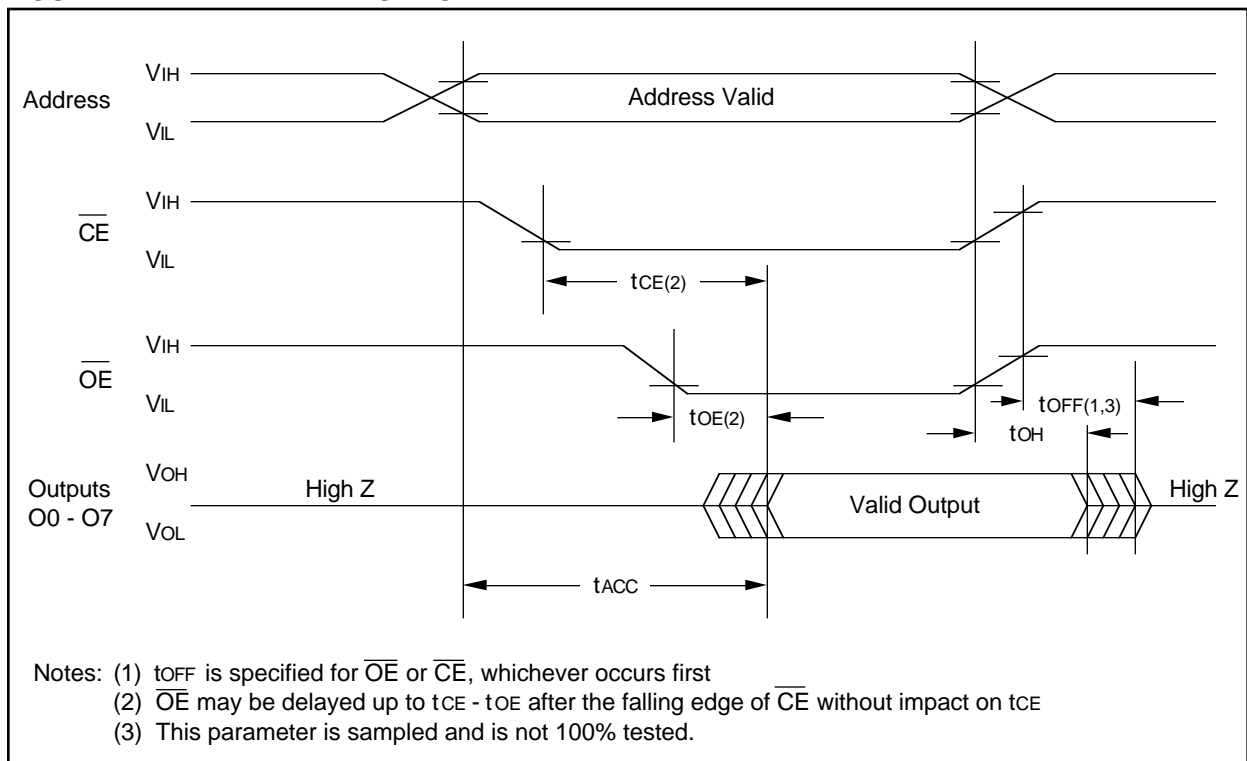 VIH
Address
Address Valid
VIL
VIH
CE
VIL
tCE(2)
VIH
OE
VIL
tOE(2)
tOFF(1,3)
tOH
VOH
Outputs
O0 - O7
High Z
Valid Output
High Z
VOL
tACC
Notes: (1) tOFF is specified for OE or CE, whichever occurs first
(2) OE may be delayed up to tCE - tOE after the falling edge of CE without impact on tCE
(3) This parameter is sampled and is not 100% tested.